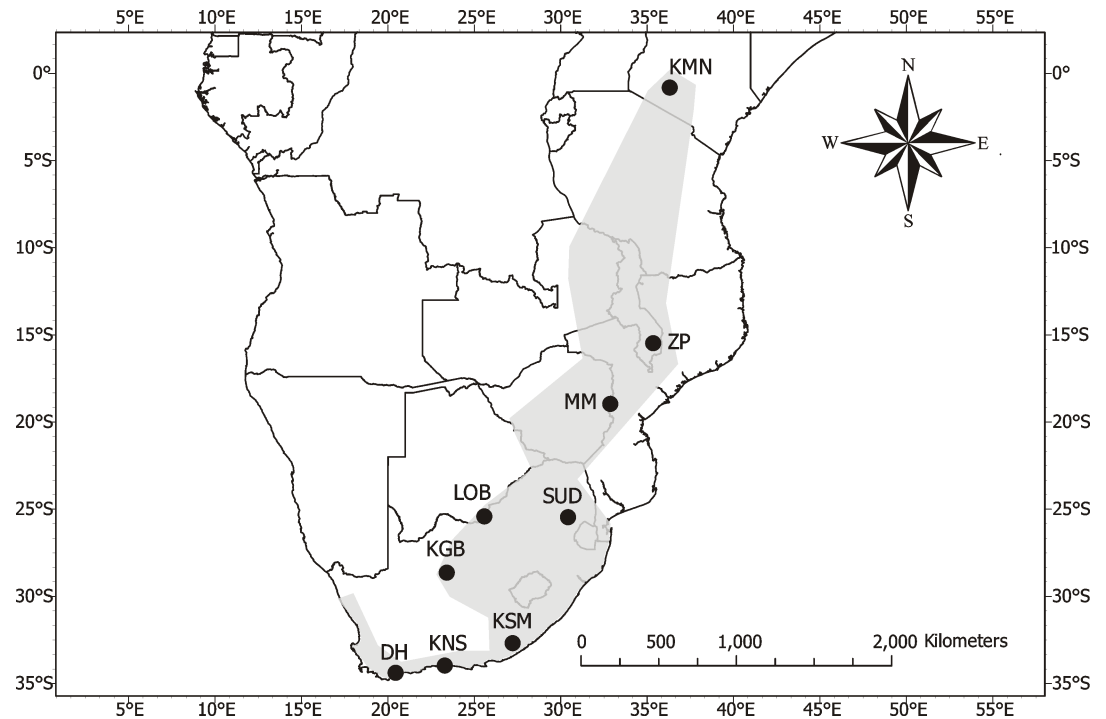 5°E 10°E 15°E 20°E 25°E 30°E 35°E 40°E 45°E 50°E 55°E
0° KMN N 0°
W E
5°S 5°S
S
10°S 10°S
15°S ZP 15°S
MM
20°S 20°S
LOB SUD
25°S 25°S
KGB
30°S 30°S
KSM
0 500 1,000 2,000 Kilometers
DH KNS
35°S 35°S
5°E 10°E 15°E 20°E 25°E 30°E 35°E 40°E 45°E 50°E 55°E